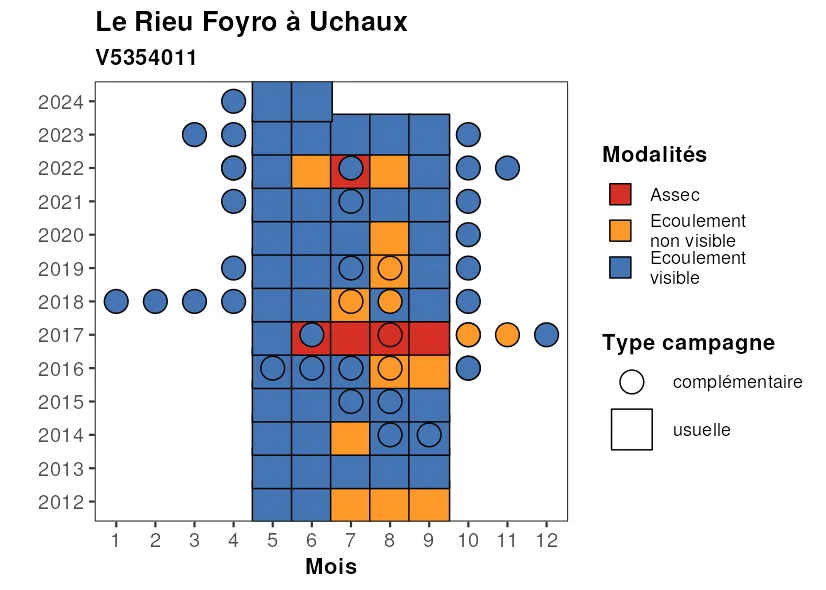 Le Rieu Foyro à Uchaux
V5354011
2024
2023
2022
2021
2020
2019
2018
2017
2016
2015
2014
2013
2012
1 2 3 4 5 6 7 8 9 10 11 12
Mois
Modalités
Assec
Ecoulement
non visible
Ecoulement
visible
Type campagne
complémentaire
usuelle